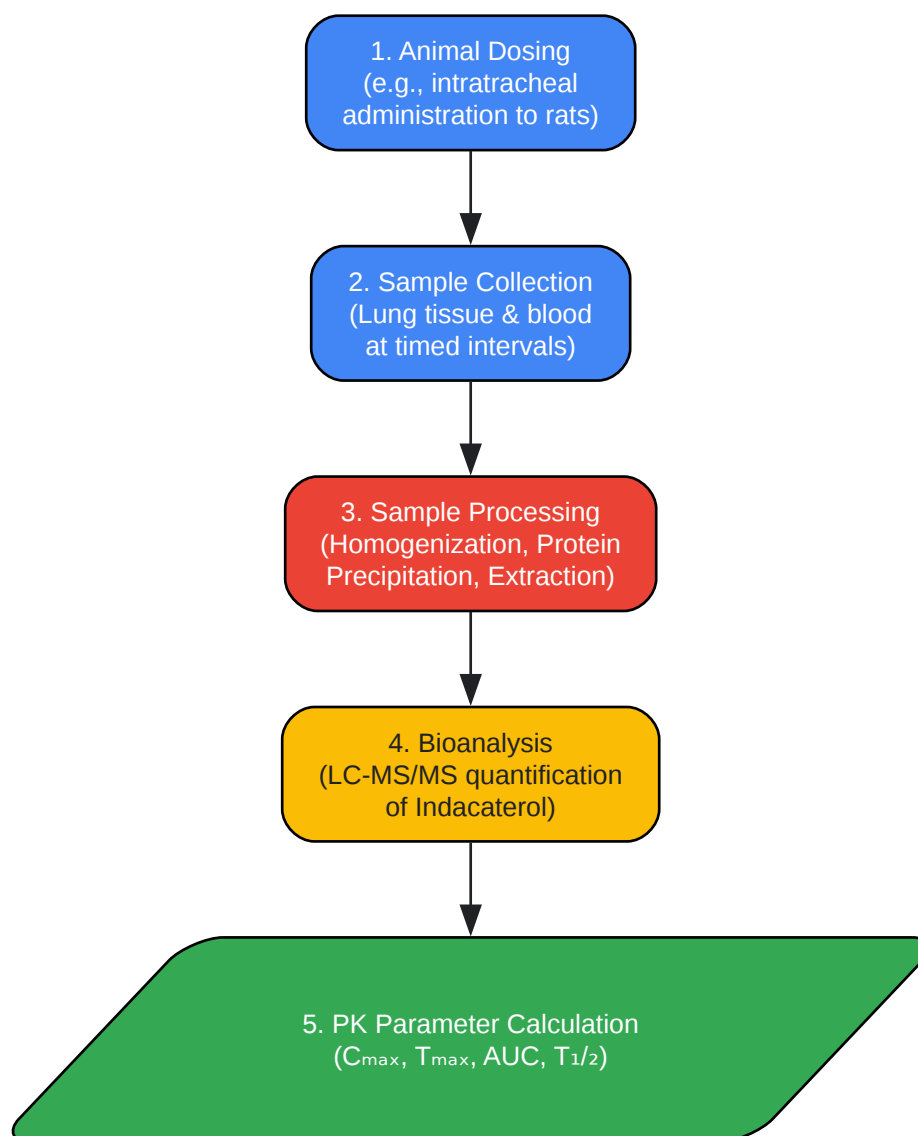 1. Animal Dosing
(e.g., intratracheal
administration to rats)
2. Sample Collection
(Lung tissue & blood
at timed intervals)
3. Sample Processing
(Homogenization, Protein
Precipitation, Extraction)
4. Bioanalysis
(LC-MS/MS quantification
of Indacaterol)
5. PK Parameter Calculation
(Cₘₐₓ, Tₘₐₓ, AUC, T₁/₂)